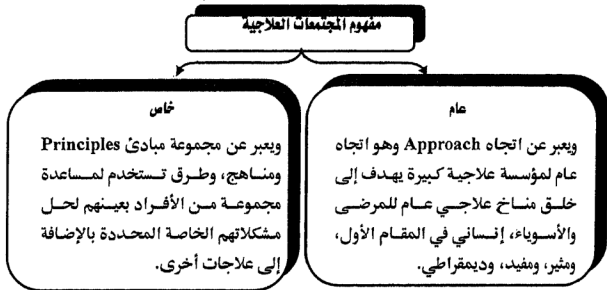 مفهوم المجتمعات العلاجية
عام
ويعبر عن اتجاه Approach وهو اتجاه
عام لمؤسسة علاجية كبيرة يهدف إلى
خلق مناخ علاجي عام للمرضى
والأسوياء، إنساني في المقام الأول،
ومثير، ومفيد، وديمقراطي.
خاص
ويعبر عن مجموعة مبادئ Principles
ومناهج، وطرق تستخدم لمساعدة
مجموعة من الأفراد بعينهم لحل
مشكلاتهم الخاصة المحددة بالإضافة
إلى علاجات أخرى.